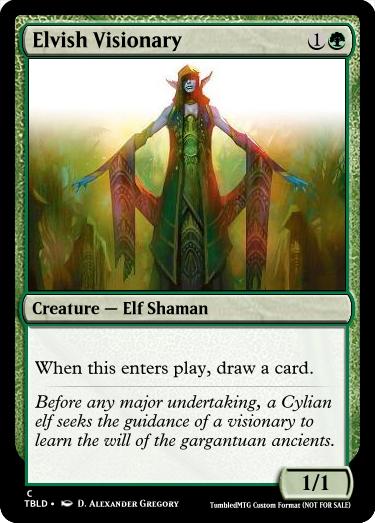 Elvish Visionary 1
Creature — Elf Shaman
When this enters play, draw a card.
Before any major undertaking, a Cylian
elf seeks the guidance of a visionary to
learn the will of the gargantuan ancients.
1/1
C
TBLD • D. Alexander Gregory
TumbledMTG Custom Format (NOT FOR SALE)